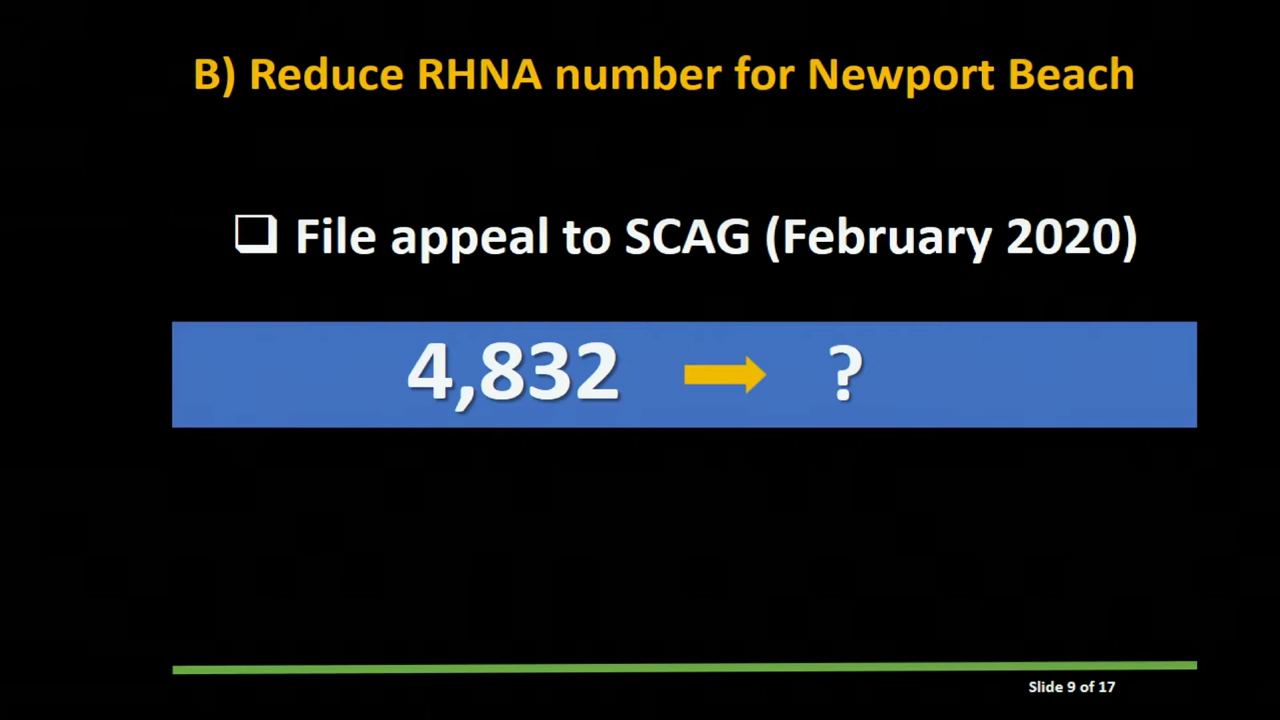 B) Reduce RHNA number for Newport Beach
❑ File appeal to SCAG (February 2020)
4,832 ➡ ?
Slide 9 of 17